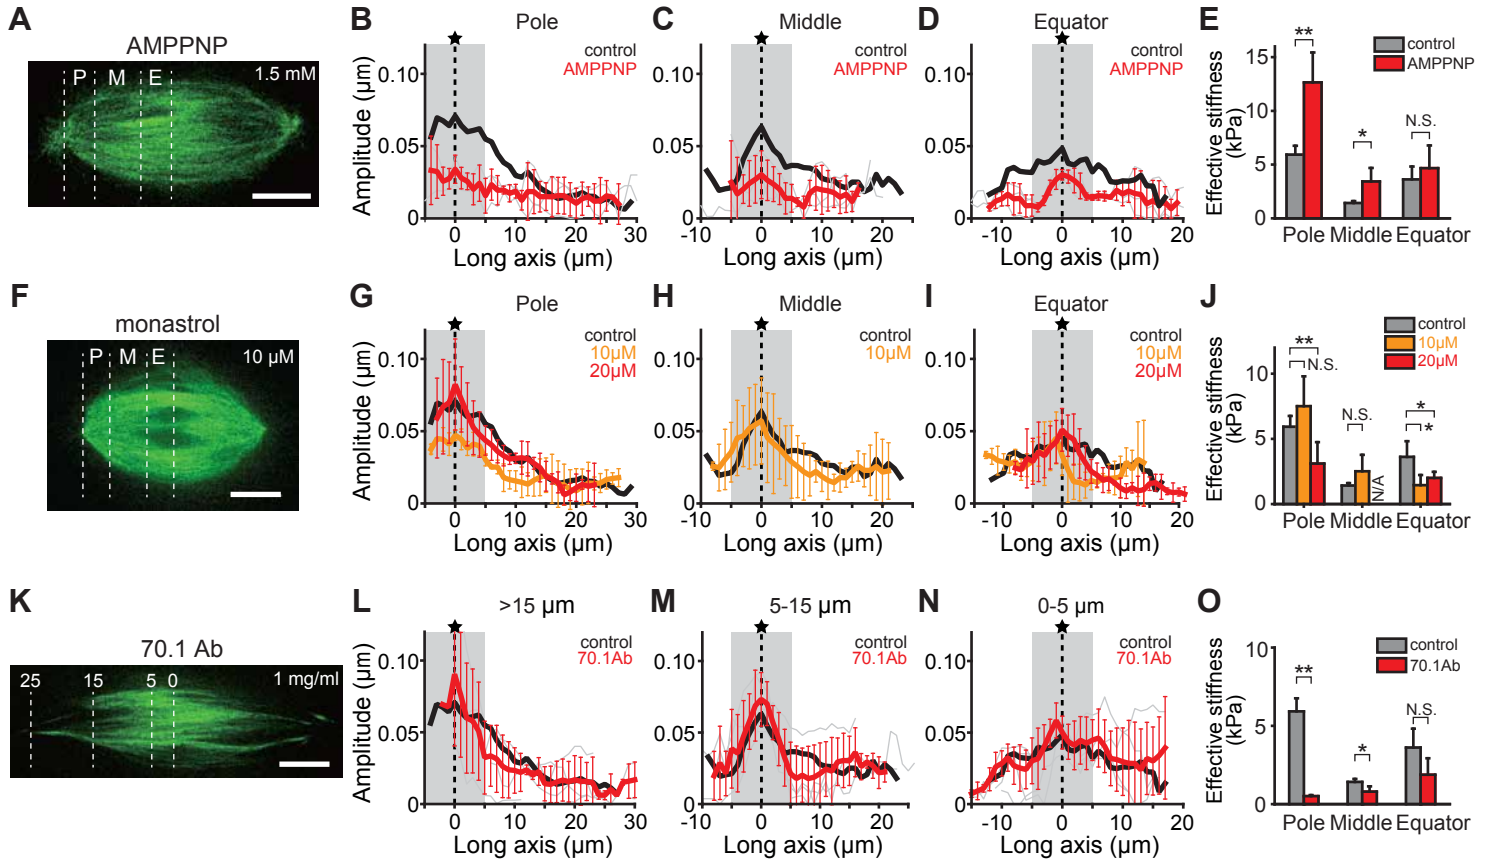 A
AMPPNP
P M E
1.5 mM
B
Pole
control
AMPPNP
Amplitude (µm)
0.10
0.05
0
0 10 20 30
Long axis (µm)
C
Middle
control
AMPPNP
0.10
0.05
0
-10 0 10 20
Long axis (µm)
D
Equator
control
AMPPNP
0.10
0.05
0
-10 0 10 20
Long axis (µm)
E
control
AMPPNP
Effective stiffness
(kPa)
15
10
5
0
**
*
N.S.
Pole Middle Equator
F
monastrol
P M E
10 µM
G
Pole
control
10µM
20µM
Amplitude (µm)
0.10
0.05
0
0 10 20 30
Long axis (µm)
H
Middle
control
10µM
0.10
0.05
0
-10 0 10 20
Long axis (µm)
I
Equator
control
10µM
20µM
0.10
0.05
0
-10 0 10 20
Long axis (µm)
J
control
10µM
20µM
Effective stiffness
(kPa)
10
5
0
**
N.S.
N.S.
N/A
*
*
Pole Middle Equator
K
70.1 Ab
25 15 5 0
1 mg/ml
L
>15 µm
control
70.1Ab
Amplitude (µm)
0.10
0.05
0
0 10 20 30
Long axis (µm)
M
5-15 µm
control
70.1Ab
0.10
0.05
0
-10 0 10 20
Long axis (µm)
N
0-5 µm
control
70.1Ab
0.10
0.05
0
-10 0 10 20
Long axis (µm)
O
control
70.1Ab
Effective stiffness
(kPa)
10
5
0
**
*
N.S.
Pole Middle Equator